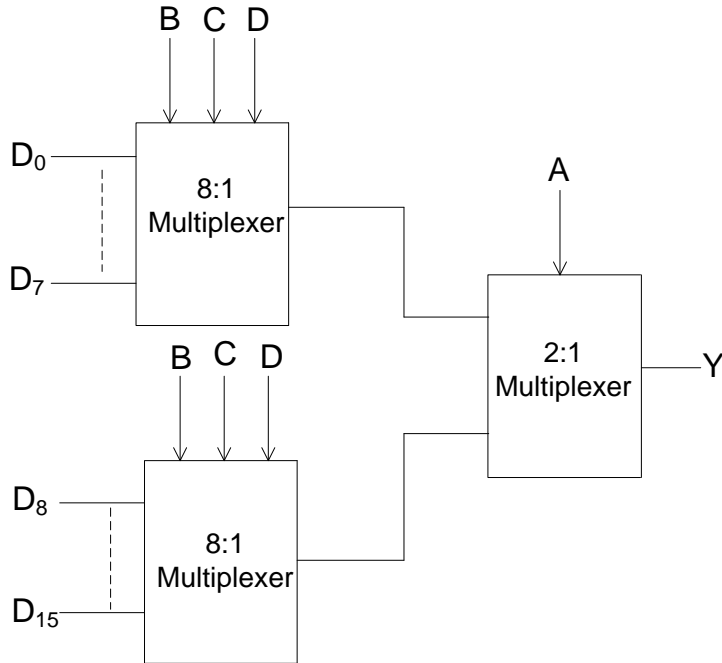 B C D
D₀
8:1
Multiplexer
D₇
A
B C D
2:1
Multiplexer
Y
D₈
8:1
Multiplexer
D₁₅